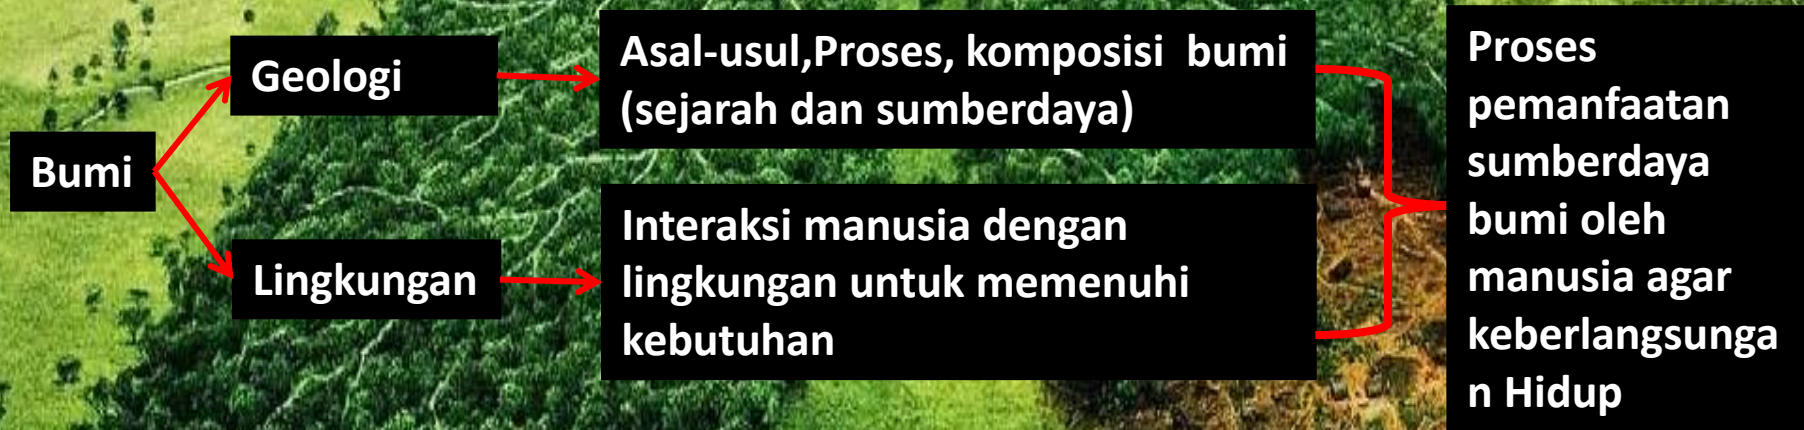 Bumi
Geologi
Asal-usul,Proses, komposisi  bumi
(sejarah dan sumberdaya)
Lingkungan
Interaksi manusia dengan
lingkungan untuk memenuhi
kebutuhan
Proses
pemanfaatan
sumberdaya
bumi oleh
manusia agar
keberlangsunga
n Hidup